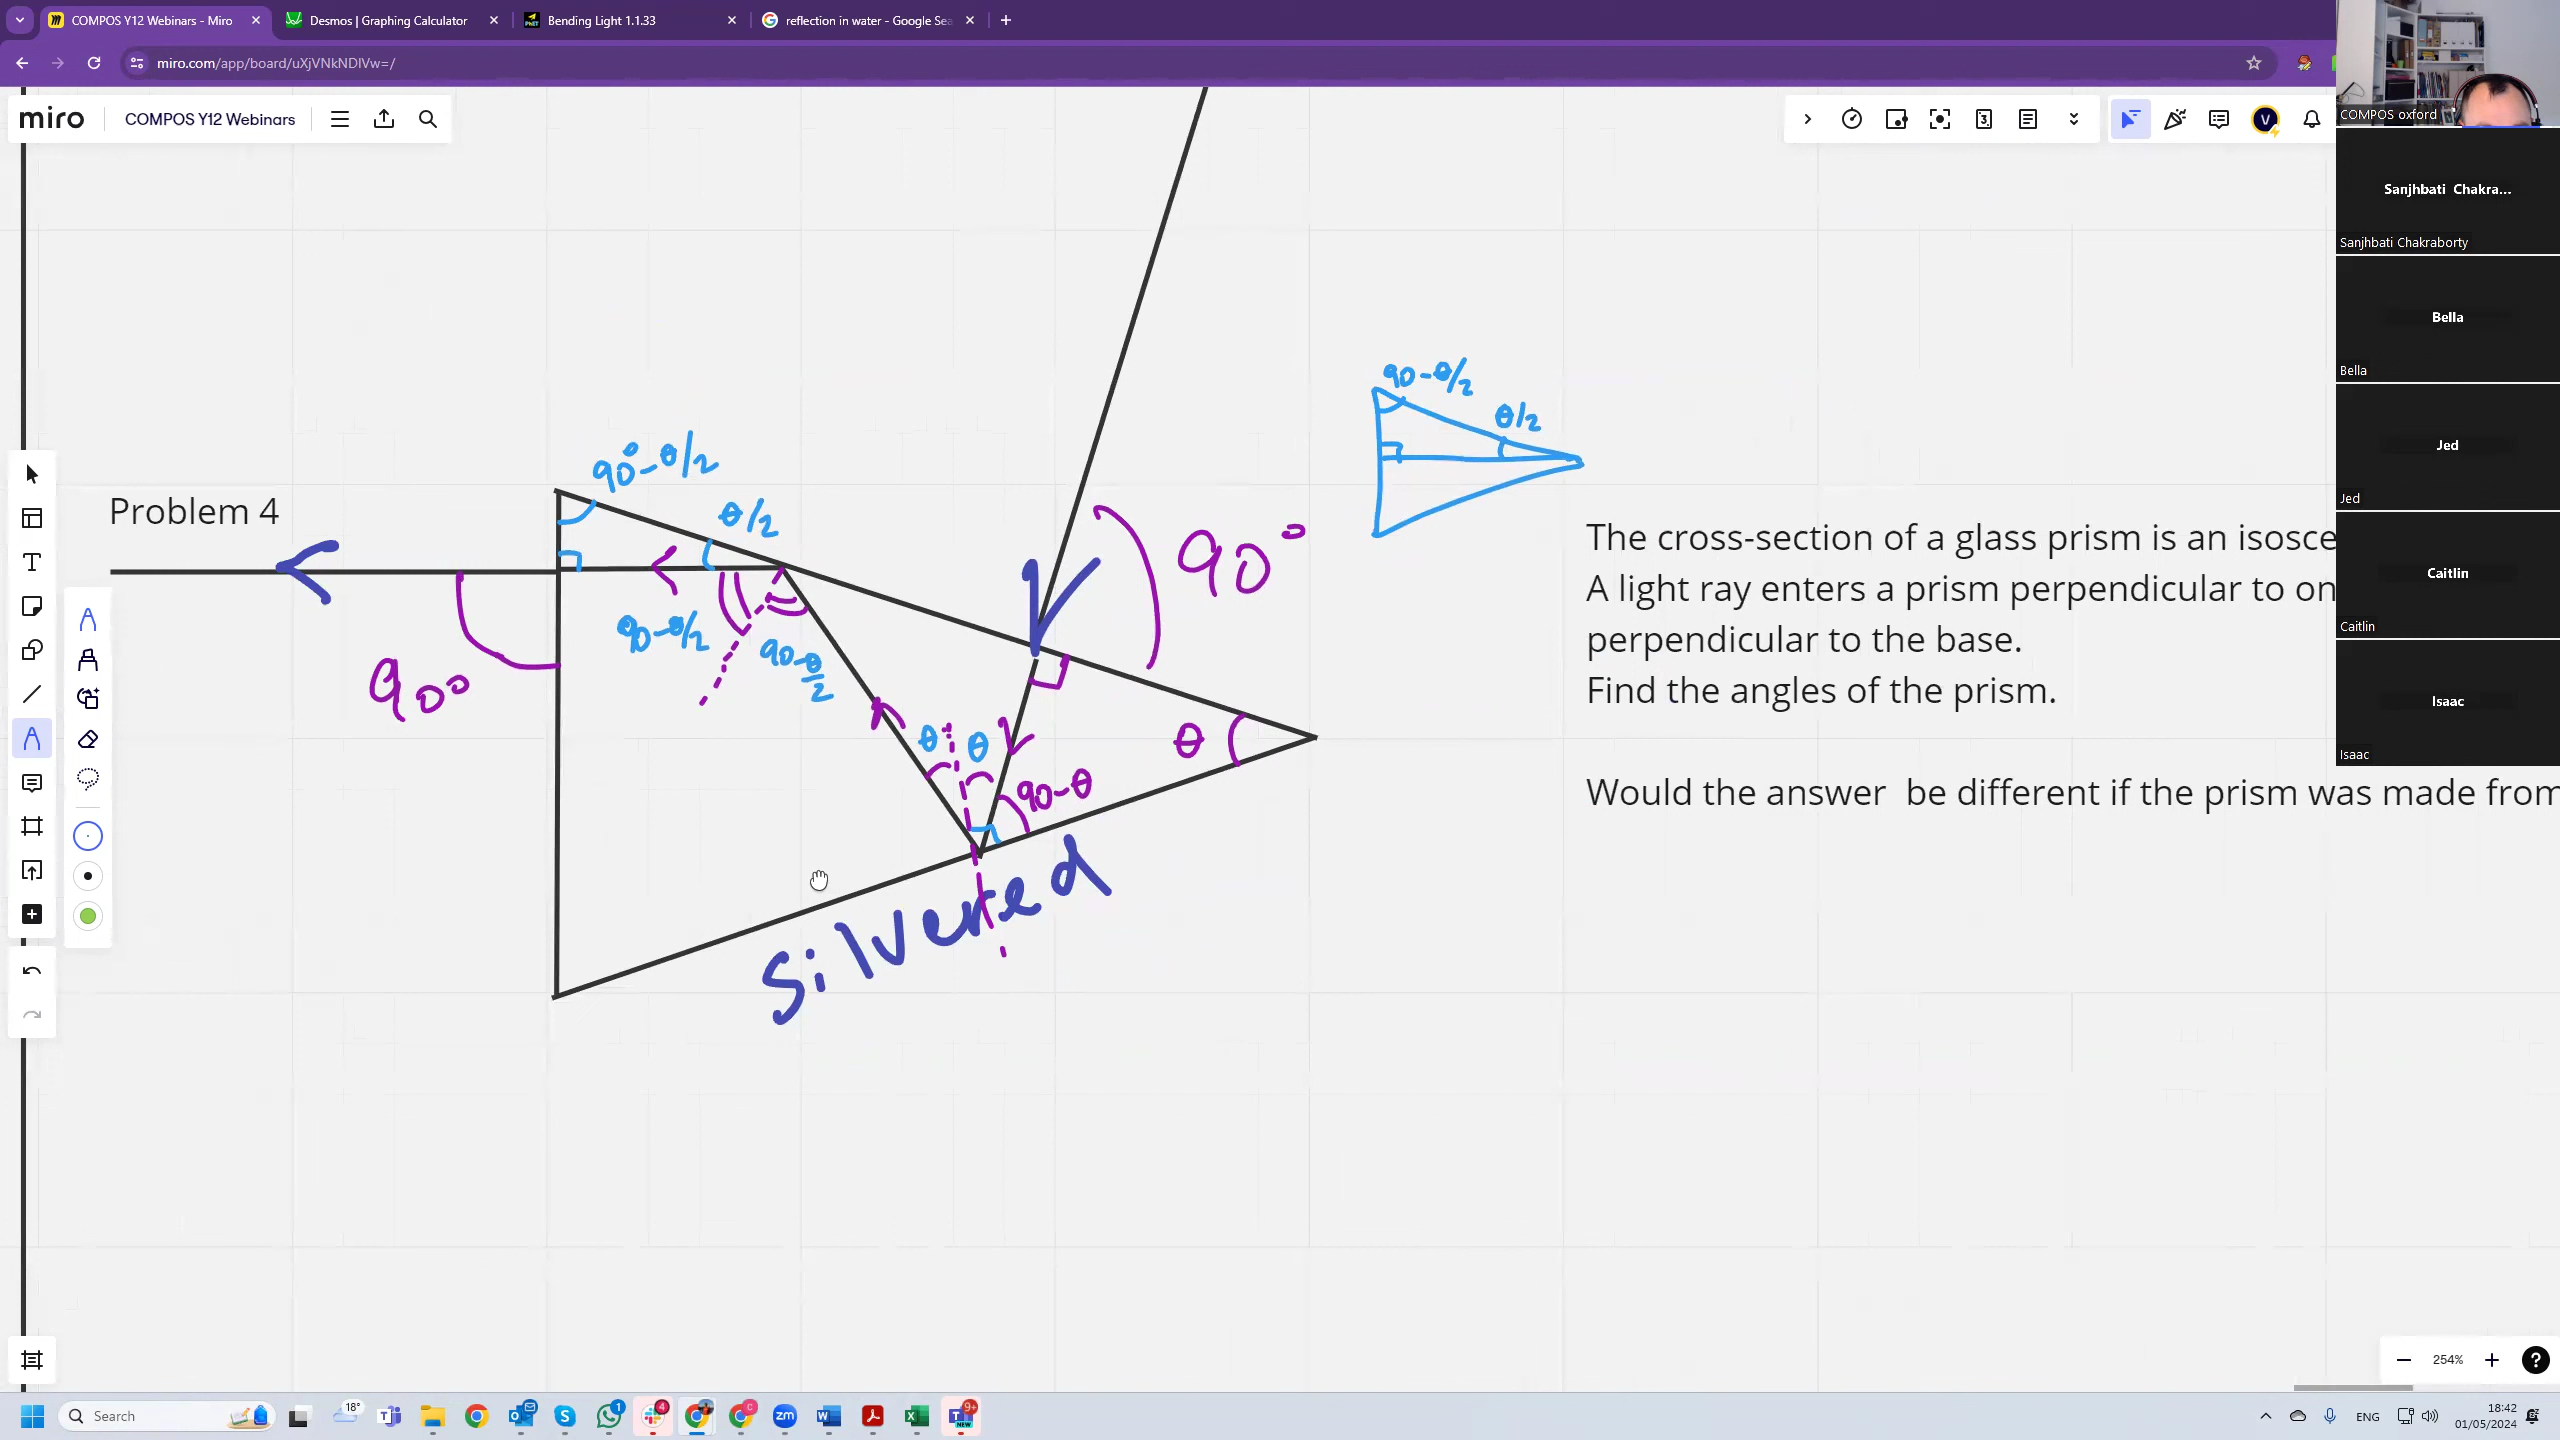 COMPOS Y12 Webinars - Miro
Desmos | Graphing Calculator
Bending Light 1.1.33
reflection in water - Google Sea
miro.com/app/board/uXjVNkNDIVw=/
miro
COMPOS Y12 Webinars
V
COMPOS oxford
Sanjhbati Chakra...
Sanjhbati Chakraborty
Bella
Bella
Jed
Jed
Caitlin
Caitlin
Isaac
Isaac
Problem 4
90°-θ/2
θ/2
90-θ/2
90-θ/2
90°
90°
θ
θ
90-θ
θ
Silvered
90-θ/2
θ/2
The cross-section of a glass prism is an isosce
A light ray enters a prism perpendicular to on
perpendicular to the base.
Find the angles of the prism.
Would the answer be different if the prism was made from
254%
Search
18°
ENG
18:42
01/05/2024